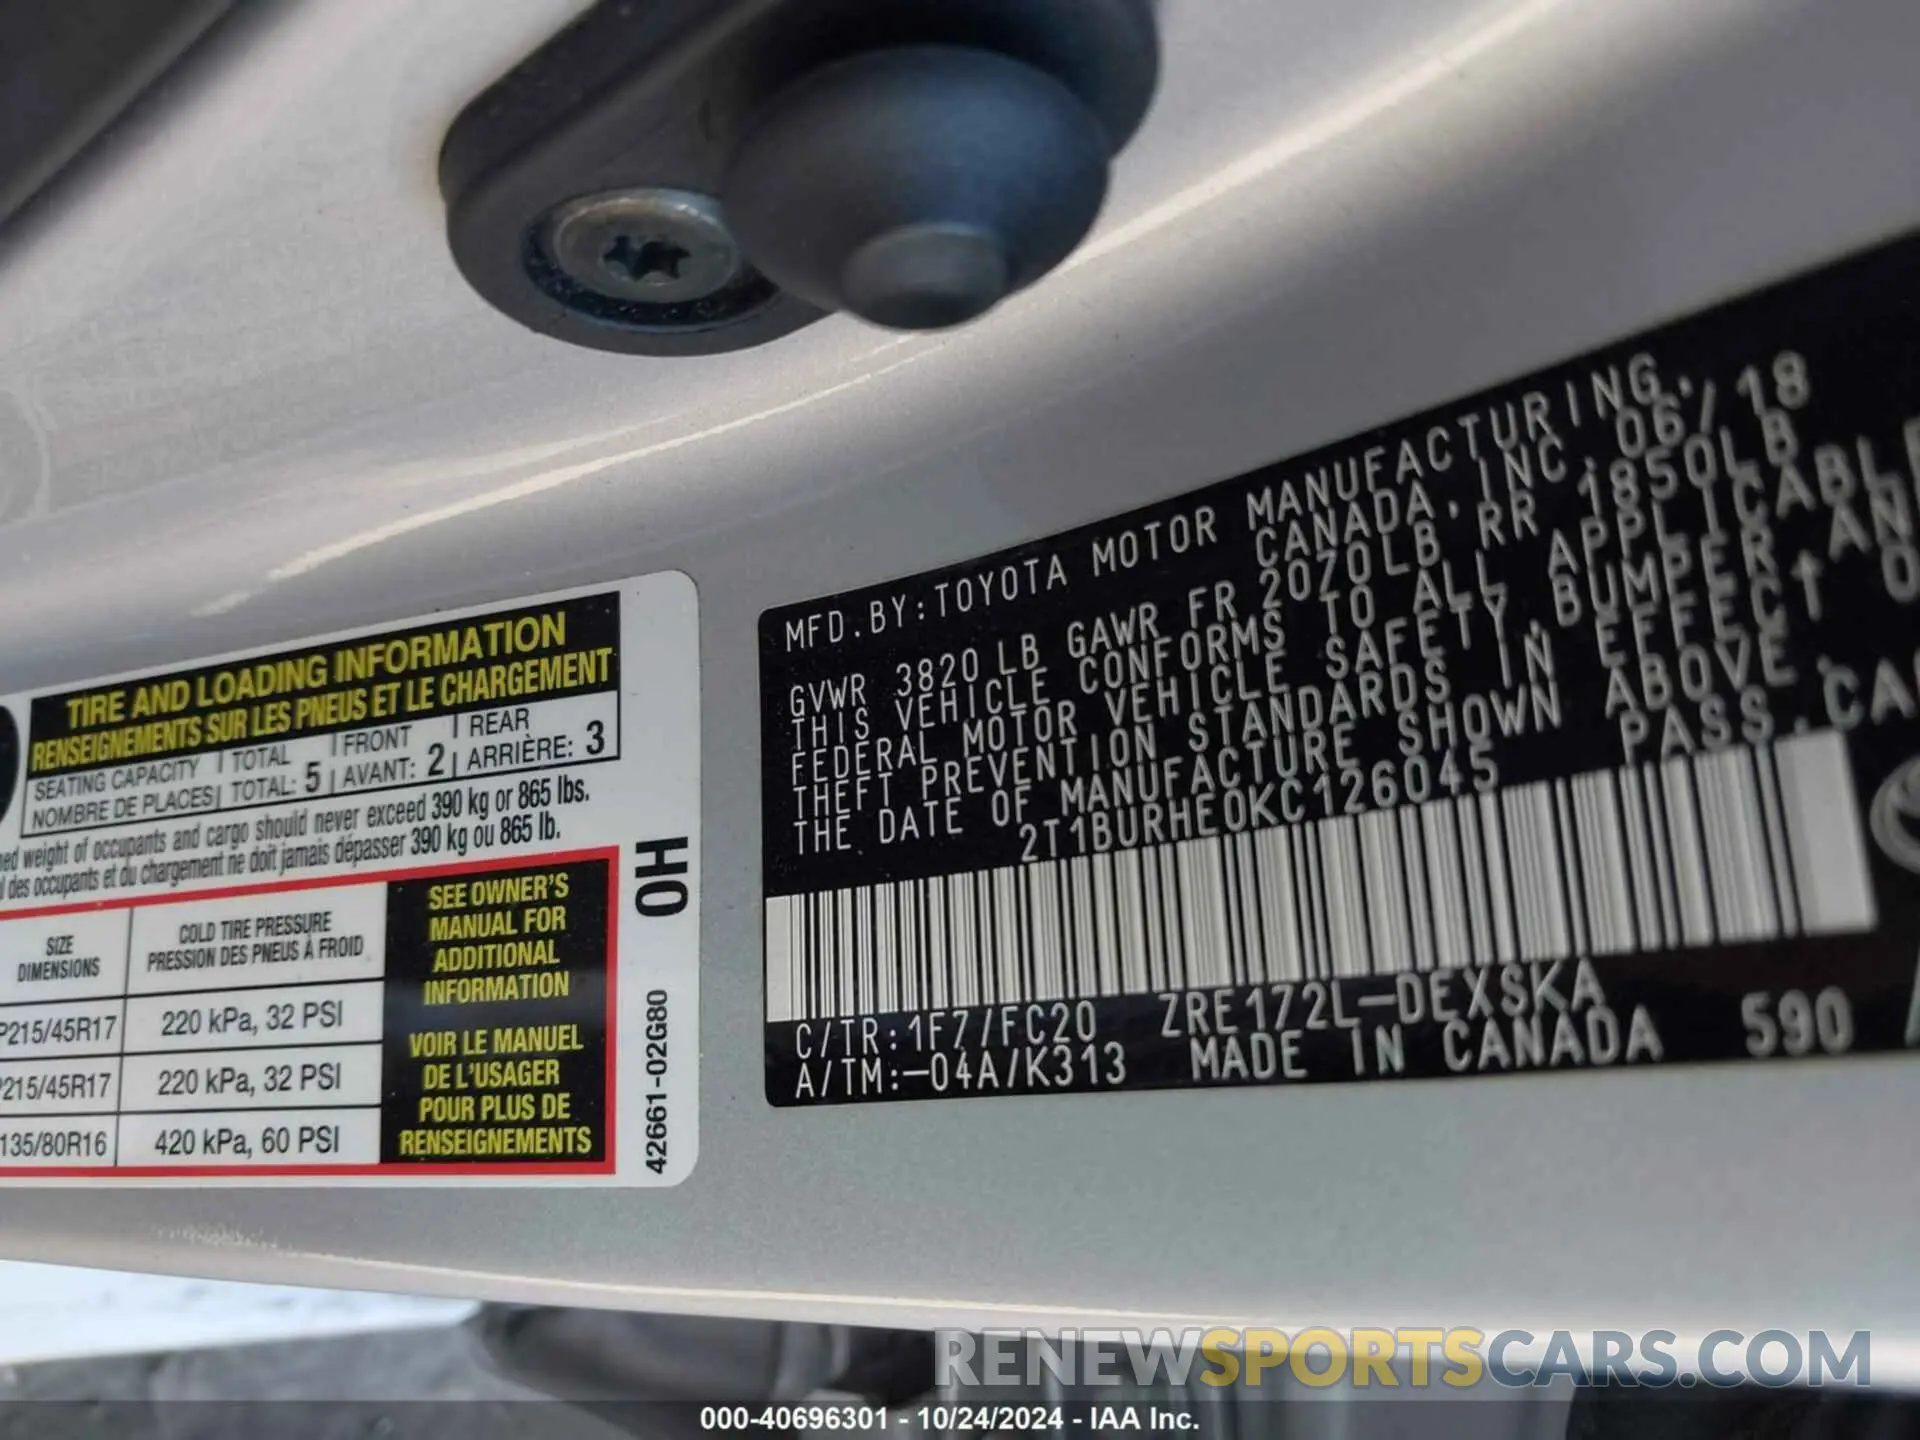 TIRE AND LOADING INFORMATION
RENSEIGNEMENTS SUR LES PNEUS ET LE CHARGEMENT
SEATING CAPACITY TOTAL FRONT REAR
NOMBRE DE PLACES TOTAL: 5 AVANT: 2 ARRIÈRE: 3
weight of occupants and cargo should never exceed 390 kg or 865 lbs.
des occupants et du chargement ne doit jamais dépasser 390 kg ou 865 lb.
SIZE
DIMENSIONS
COLD TIRE PRESSURE
PRESSION DES PNEUS À FROID
P215/45R17 220 kPa, 32 PSI
P215/45R17 220 kPa, 32 PSI
135/80R16 420 kPa, 60 PSI
SEE OWNER'S
MANUAL FOR
ADDITIONAL
INFORMATION
VOIR LE MANUEL
DE L'USAGER
POUR PLUS DE
RENSEIGNEMENTS
0H
42661-02G80
MFD.BY:TOYOTA MOTOR MANUFACTURING
CANADA, INC. 06/18
GVWR 3820 LB GAWR FR 2070LB RR 1850LB
THIS VEHICLE CONFORMS TO ALL APPLICABLE
FEDERAL MOTOR VEHICLE SAFETY, BUMPER, AND
THEFT PREVENTION STANDARDS IN EFFECT
THE DATE OF MANUFACTURE SHOWN ABOVE.
2T1BURHE0KC126045 PASS.CAR
C/TR:1F7/FC20 ZRE172L-DEXSKA
A/TM:-04A/K313 MADE IN CANADA 590
RENEWSPORTSCARS.COM
000-40696301 - 10/24/2024 - IAA Inc.